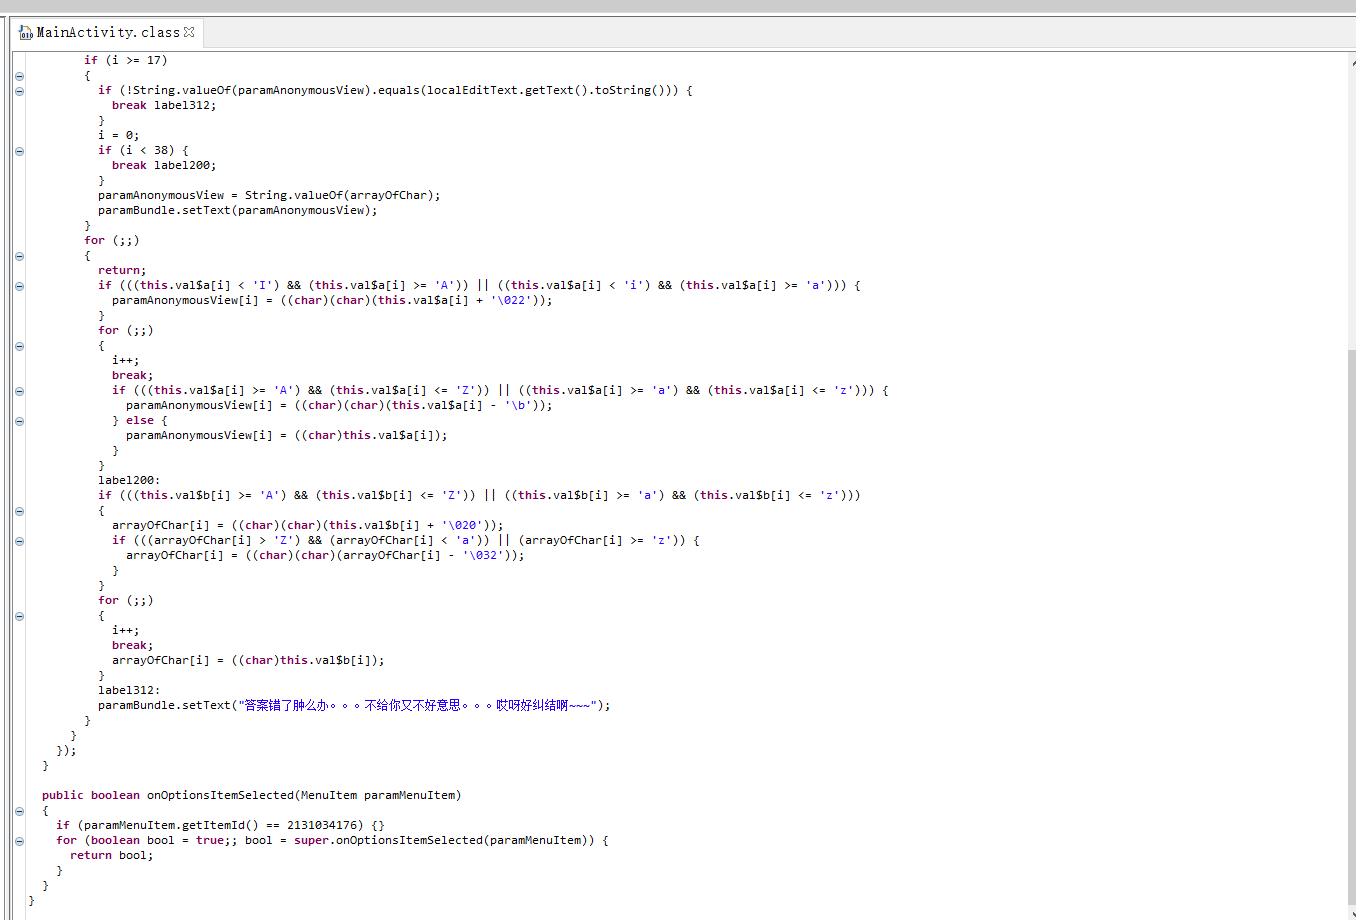 MainActivity.class
if (i >= 17)
{
if (!String.valueOf(paramAnonymousView).equals(localEditText.getText().toString())) {
break label312;
}
i = 0;
if (i < 38) {
break label200;
}
paramAnonymousView = String.valueOf(arrayOfChar);
paramBundle.setText(paramAnonymousView);
}
for (;;)
{
return;
if (((this.val$a[i] < 'I') && (this.val$a[i] >= 'A')) || ((this.val$a[i] < 'i') && (this.val$a[i] >= 'a'))) {
paramAnonymousView[i] = ((char)(char)(this.val$a[i] + '\022'));
}
for (;;)
{
i++;
break;
if (((this.val$a[i] >= 'A') && (this.val$a[i] <= 'Z')) || ((this.val$a[i] >= 'a') && (this.val$a[i] <= 'z'))) {
paramAnonymousView[i] = ((char)(char)(this.val$a[i] - '\b'));
} else {
paramAnonymousView[i] = ((char)this.val$a[i]);
}
}
label200:
if (((this.val$b[i] >= 'A') && (this.val$b[i] <= 'Z')) || ((this.val$b[i] >= 'a') && (this.val$b[i] <= 'z')))
{
arrayOfChar[i] = ((char)(char)(this.val$b[i] + '\020'));
if (((arrayOfChar[i] > 'Z') && (arrayOfChar[i] < 'a')) || (arrayOfChar[i] >= 'z')) {
arrayOfChar[i] = ((char)(char)(arrayOfChar[i] - '\032'));
}
}
for (;;)
{
i++;
break;
arrayOfChar[i] = ((char)this.val$b[i]);
}
label312:
paramBundle.setText("答案错了肿么办。。。不给你又不好意思。。。哎呀好纠结啊~~~");
}
}
});
}
public boolean onOptionsItemSelected(MenuItem paramMenuItem)
{
if (paramMenuItem.getItemId() == 2131034176) {}
for (boolean bool = true;; bool = super.onOptionsItemSelected(paramMenuItem)) {
return bool;
}
}
}